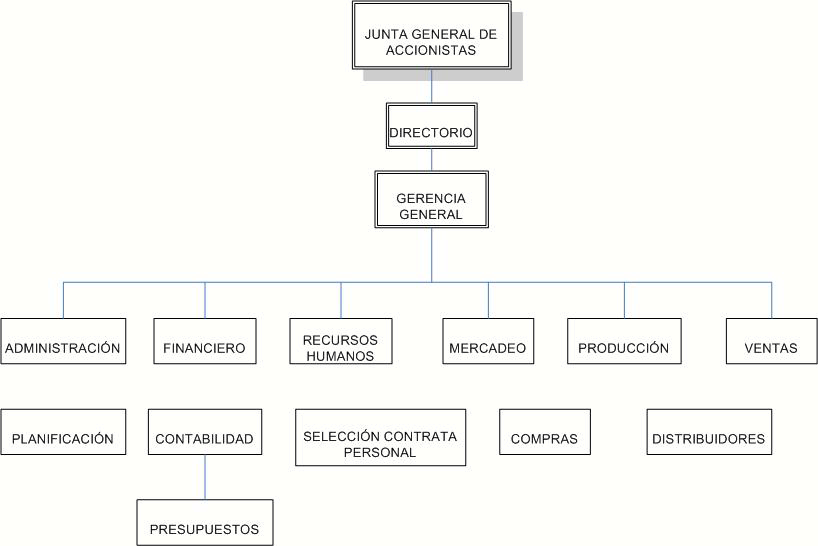 JUNTA GENERAL DE
ACCIONISTAS
DIRECTORIO
GERENCIA
GENERAL
ADMINISTRACIÓN
FINANCIERO
RECURSOS
HUMANOS
MERCADEO
PRODUCCIÓN
VENTAS
PLANIFICACIÓN
CONTABILIDAD
SELECCIÓN CONTRATA
PERSONAL
COMPRAS
DISTRIBUIDORES
PRESUPUESTOS